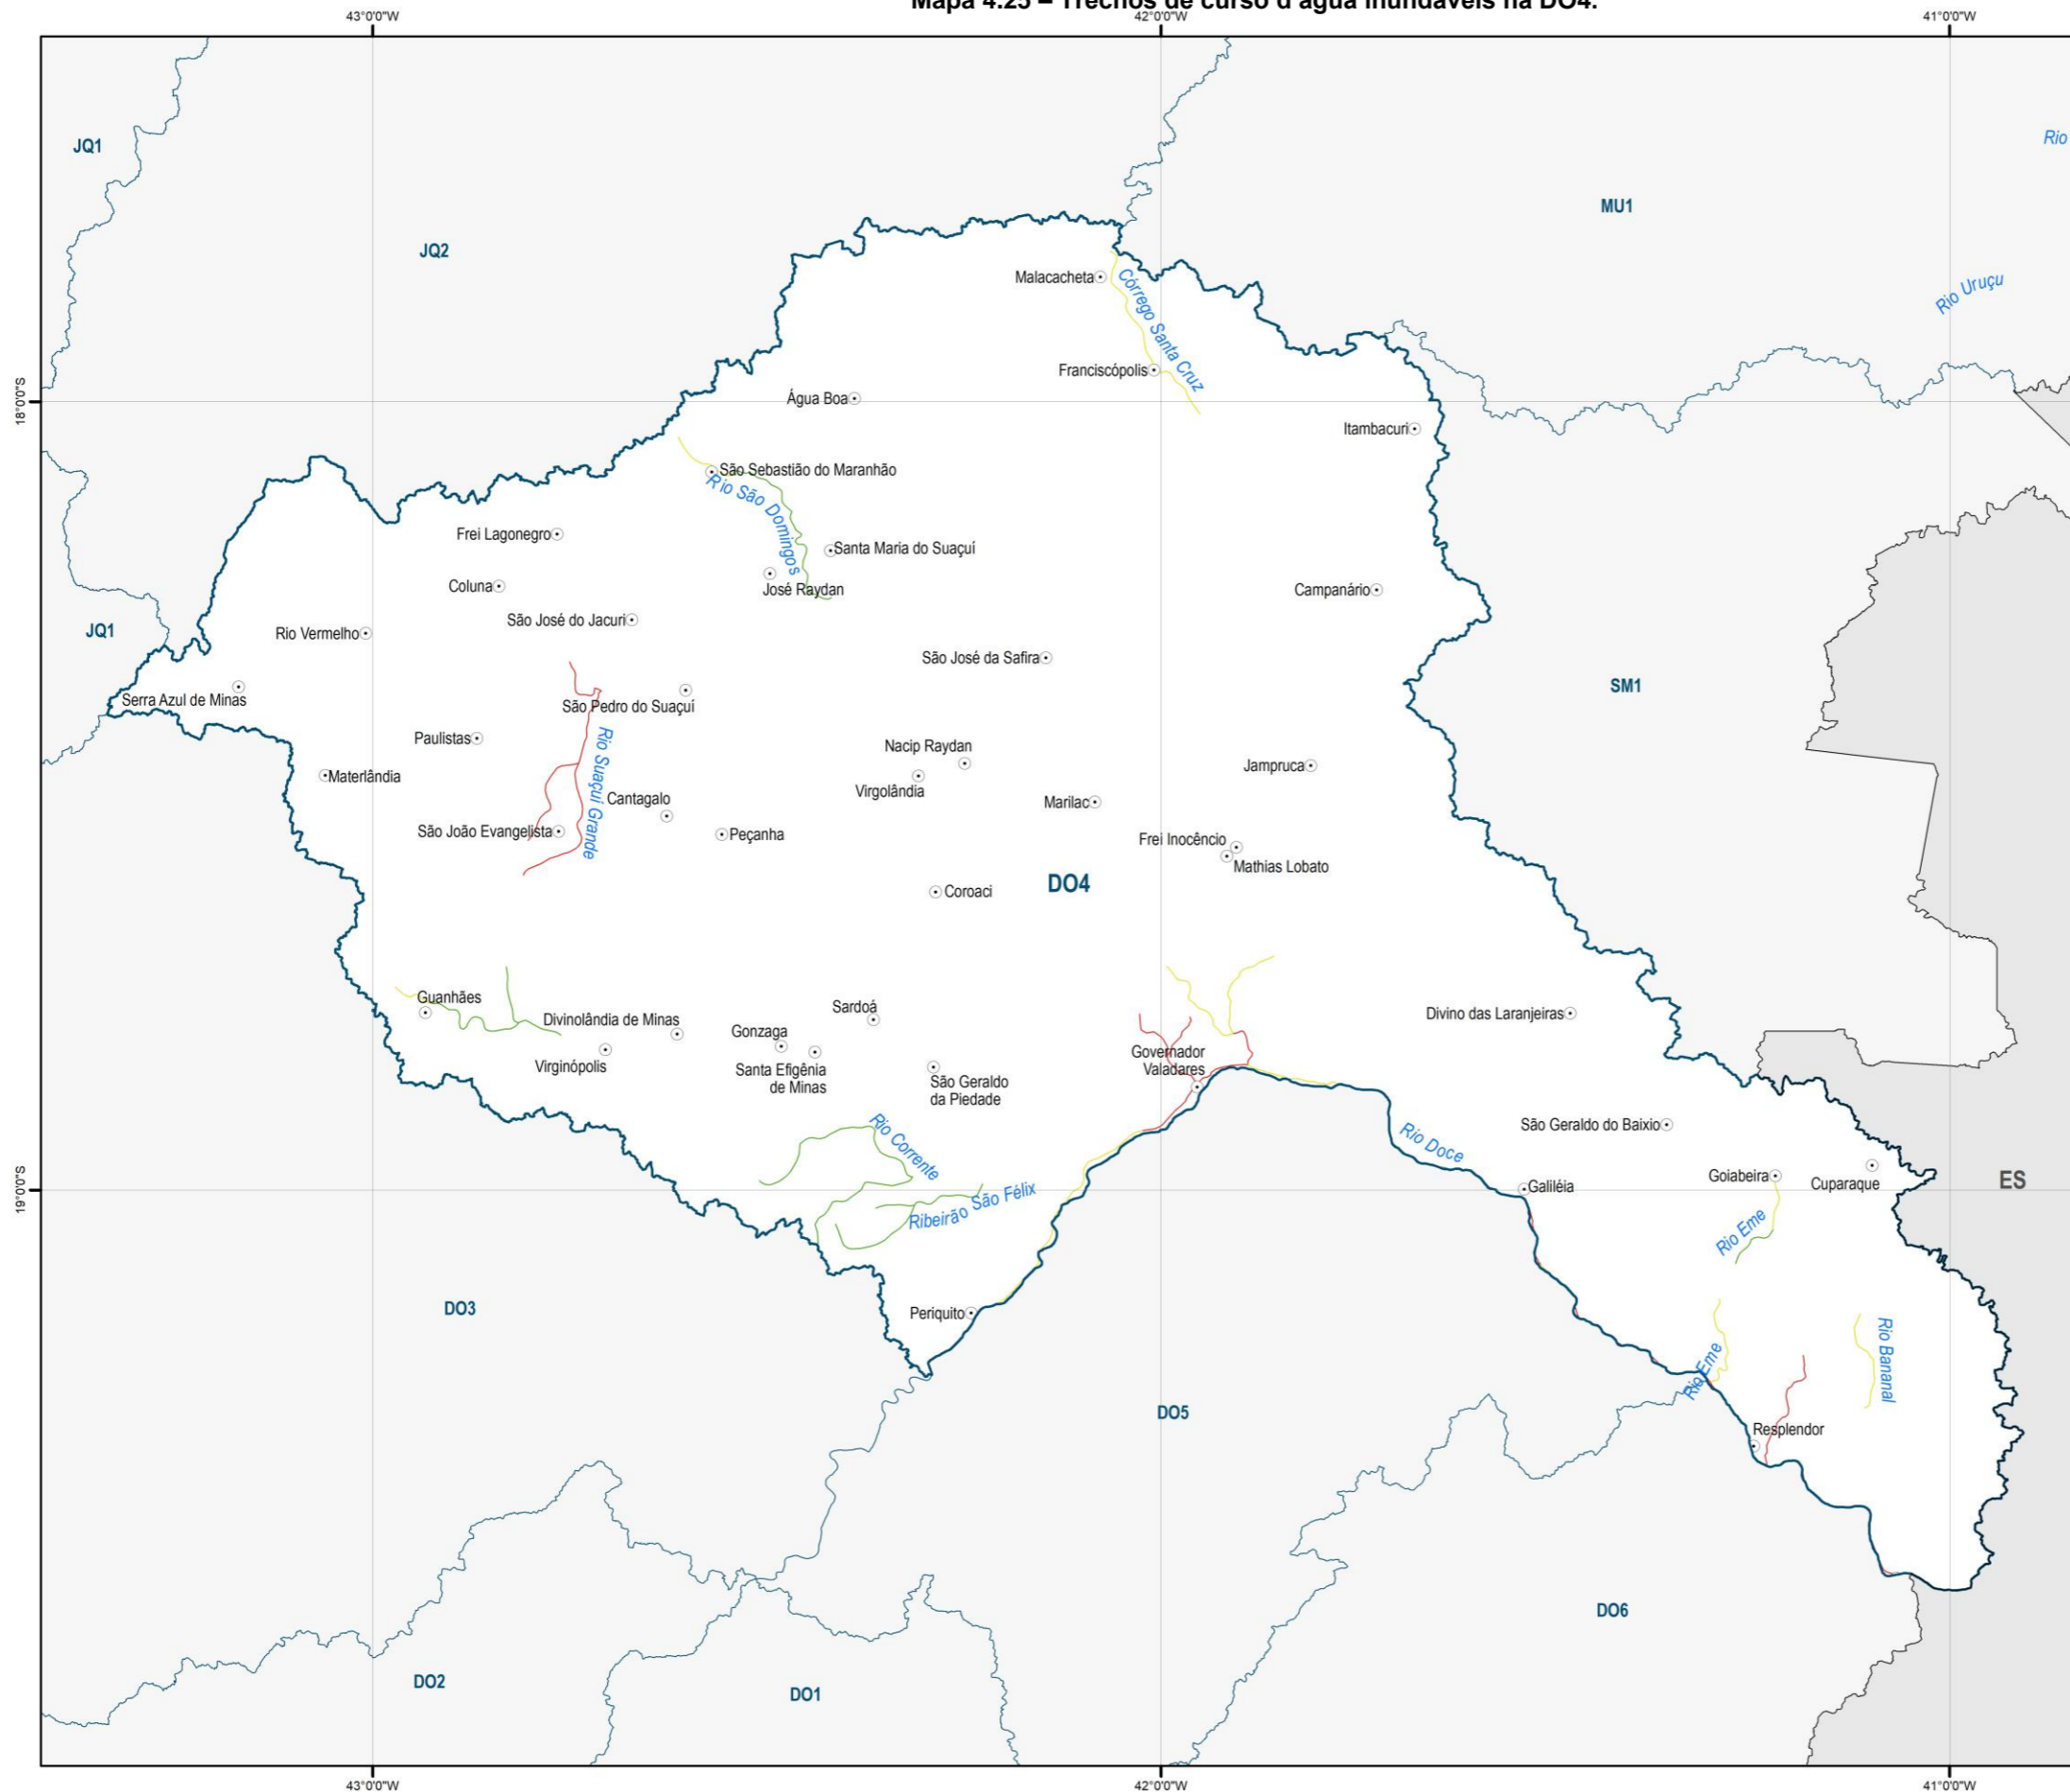 Mapa 4.25 – Trechos de curso d'água inundáveis na DO4.
43°0'0"W
42°0'0"W
41°0'0"W
JQ1
Rio
MU1
JQ2
Malacacheta
Córrego Santa Cruz
Rio Uruçu
Franciscópolis
18°0'0"S
Água Boa
Itambacuri
São Sebastião do Maranhão
Rio São Domingos
Frei Lagonegro
Santa Maria do Suaçuí
Coluna
José Raydan
Campanário
São José do Jacuri
JQ1
Rio Vermelho
São José da Safira
SM1
Serra Azul de Minas
São Pedro do Suaçuí
Paulistas
Rio Suaçuí Grande
Nacip Raydan
Jampruca
Materlândia
Virgolândia
Cantagalo
Marilac
São João Evangelista
Peçanha
Frei Inocêncio
Mathias Lobato
DO4
Coroaci
Guanhães
Sardoá
Divino das Laranjeiras
Divinolândia de Minas
Gonzaga
Governador
Valadares
Virginópolis
Santa Efigênia
de Minas
São Geraldo
da Piedade
Rio Corrente
Rio Doce
São Geraldo do Baixio
19°0'0"S
Goiabeira
Cuparaque
ES
Galiléia
Ribeirão São Félix
Rio Eme
DO3
Periquito
Rio Eme
Rio Bananal
DO5
Resplendor
DO6
DO2
DO1
43°0'0"W
42°0'0"W
41°0'0"W